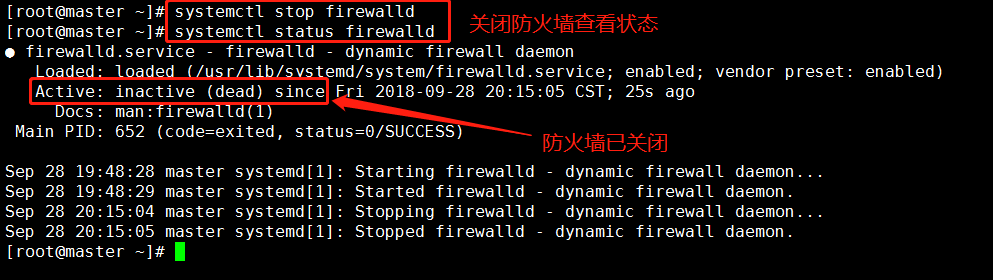 [root@master ~]# systemctl stop firewalld
关闭防火墙查看状态
[root@master ~]# systemctl status firewalld
● firewalld.service - firewalld - dynamic firewall daemon
Loaded: loaded (/usr/lib/systemd/system/firewalld.service; enabled; vendor preset: enabled)
Active: inactive (dead) since Fri 2018-09-28 20:15:05 CST; 25s ago
Docs: man:firewalld(1)
Main PID: 652 (code=exited, status=0/SUCCESS)
防火墙已关闭
Sep 28 19:48:28 master systemd[1]: Starting firewalld - dynamic firewall daemon...
Sep 28 19:48:29 master systemd[1]: Started firewalld - dynamic firewall daemon.
Sep 28 20:15:04 master systemd[1]: Stopping firewalld - dynamic firewall daemon...
Sep 28 20:15:05 master systemd[1]: Stopped firewalld - dynamic firewall daemon.
[root@master ~]#